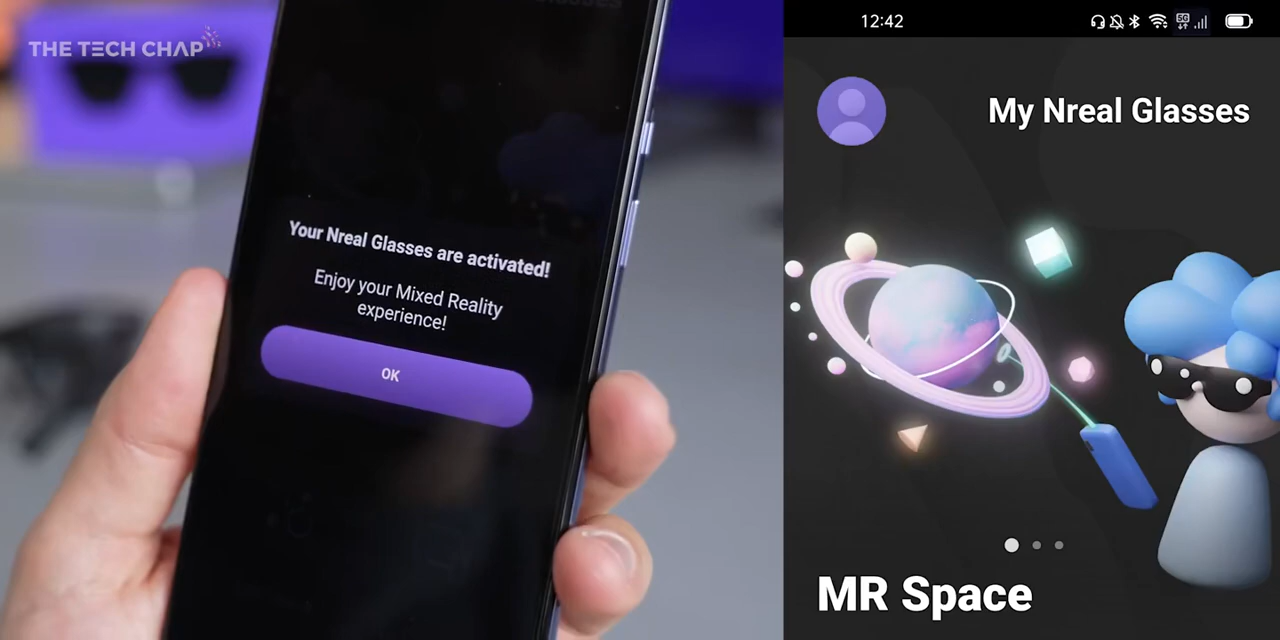 THE TECH CHAP
Your Nreal Glasses are activated!
Enjoy your Mixed Reality
experience!
OK
12:42
5G
My Nreal Glasses
MR Space